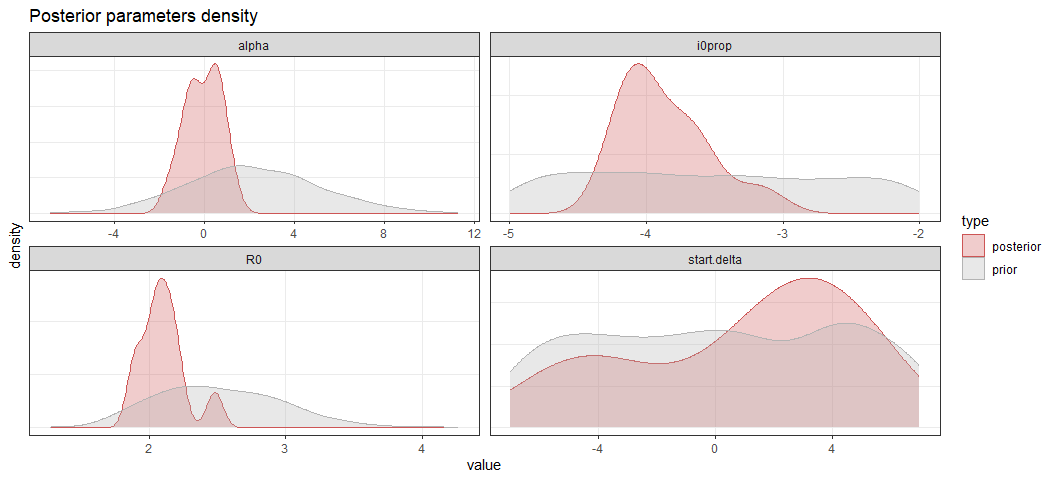 Posterior parameters density
alpha
i0prop
-4 0 4 8 12
-5 -4 -3 -2
R0
start.delta
2 3 4
-4 0 4
value
density
type
posterior
prior